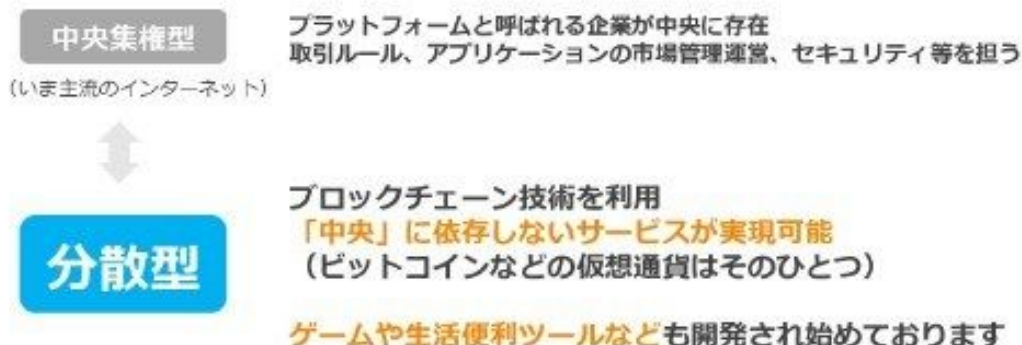 中央集権型
(いま主流のインターネット)
プラットフォームと呼ばれる企業が中央に存在
取引ルール、アプリケーションの市場管理運営、セキュリティ等を担う
分散型
ブロックチェーン技術を利用
「中央」に依存しないサービスが実現可能
（ビットコインなどの仮想通貨はそのひとつ）
ゲームや生活便利ツールなども開発され始めております